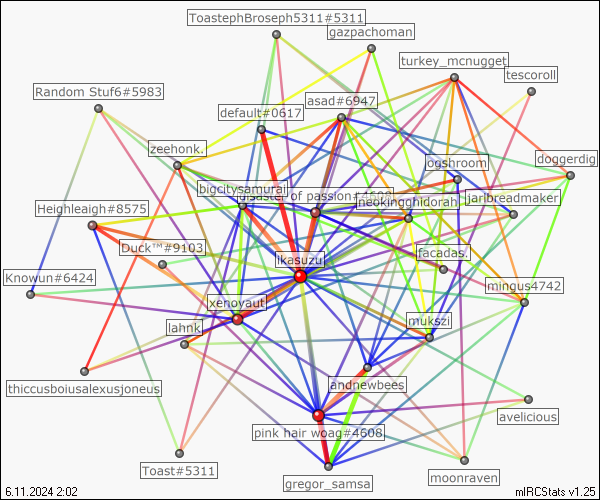 ToastephBroseph5311#5311
gazpachoman
turkey_mcnugget
tescoroll
Random Stuf6#5983
default#0617
asad#6947
zeehonk.
ogshroom
doggerdig
bigcitysamurai
disaster of passion#4608
neokingghidorah
jaribreadmaker
Heighleaigh#8575
Duck™#9103
facadas.
Ikasuzu
Knowun#6424
mingus4742
xenoyaut
lahnk
mukszi
thiccusboiusalexusjoneus
andnewbees
avelicious
pink hair woag#4608
Toast#5311
gregor_samsa
moonraven
6.11.2024 2:02
mIRCStats v1.25